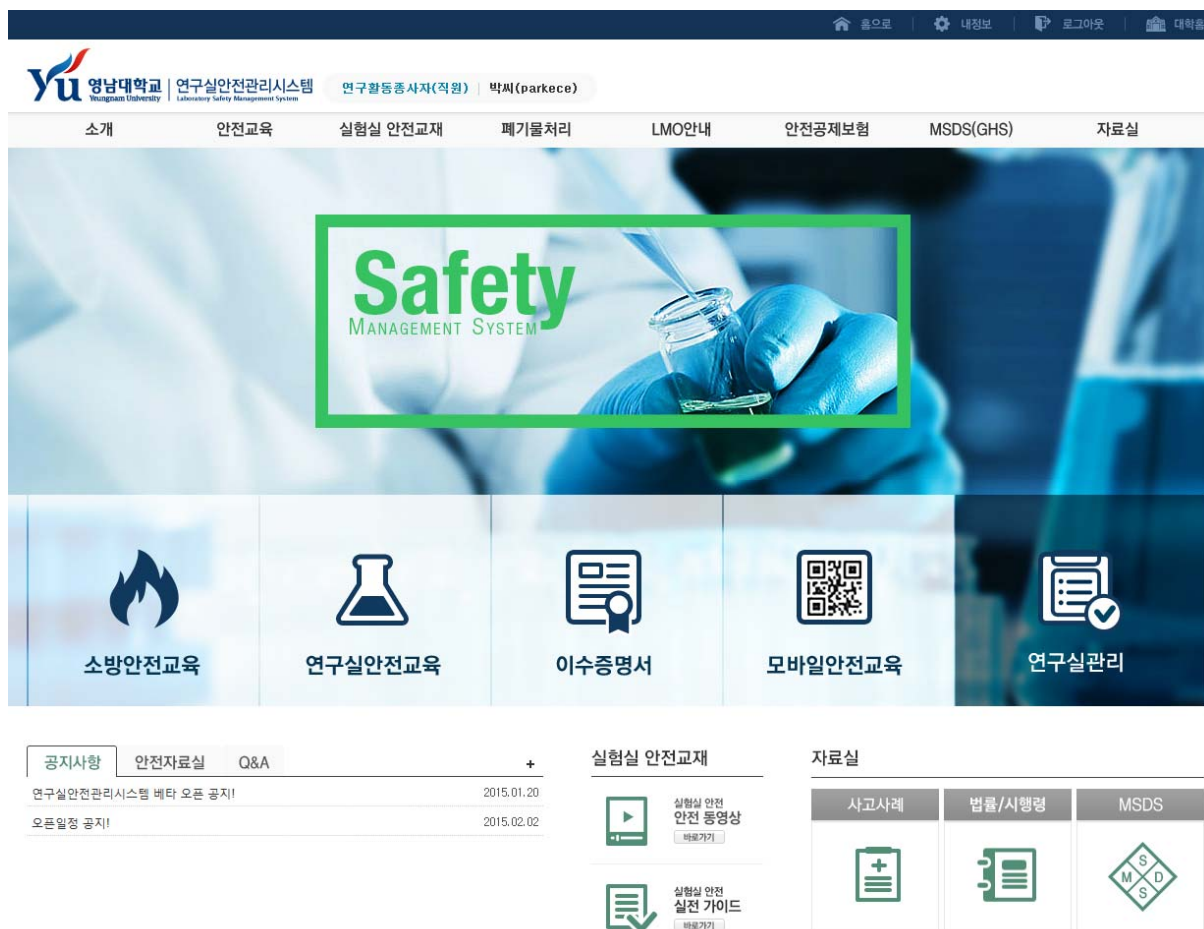 홈으로 내정보 로그아웃 대학홈
yu 영남대학교 연구실안전관리시스템 연구활동종사자(직원) 박씨(parkece)
Yeungnam University Laboratory Safety Management System
소개 안전교육 실험실 안전교재 폐기물처리 LMO안내 안전공제보험 MSDS(GHS) 자료실
Safety
MANAGEMENT SYSTEM
소방안전교육 연구실안전교육 이수증명서 모바일안전교육 연구실관리
공지사항 안전자료실 Q&A +
연구실안전관리시스템 베타 오픈 공지! 2015.01.20
오픈일정 공지! 2015.02.02
실험실 안전교재
실험실 안전
안전 동영상
바로가기
실험실 안전
실전 가이드
바로가기
자료실
사고사례 법률/시행령 MSDS
S
M D
S